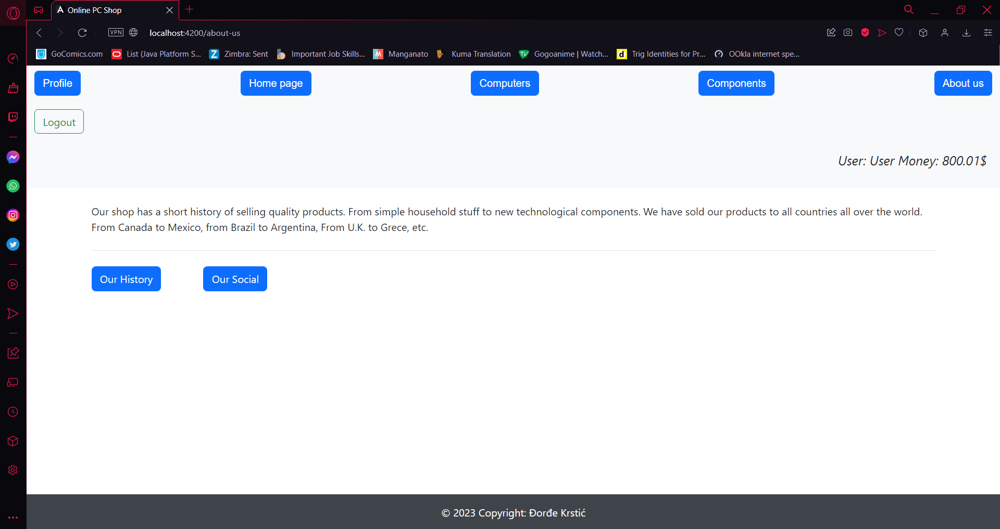 Online PC Shop
VPN
localhost:4200/about-us
GoComics.com List (Java Platform S... Zimbra: Sent Important Job Skills... Manganato Kuma Translation Gogoanime | Watch... Trig Identities for Pr... OOkla internet spe...
Profile Home page Computers Components About us
Logout
User: User Money: 800.01$
Our shop has a short history of selling quality products. From simple household stuff to new technological components. We have sold our products to all countries all over the world.
From Canada to Mexico, from Brazil to Argentina, From U.K. to Grece, etc.
Our History Our Social
© 2023 Copyright: Đorđe Krstić